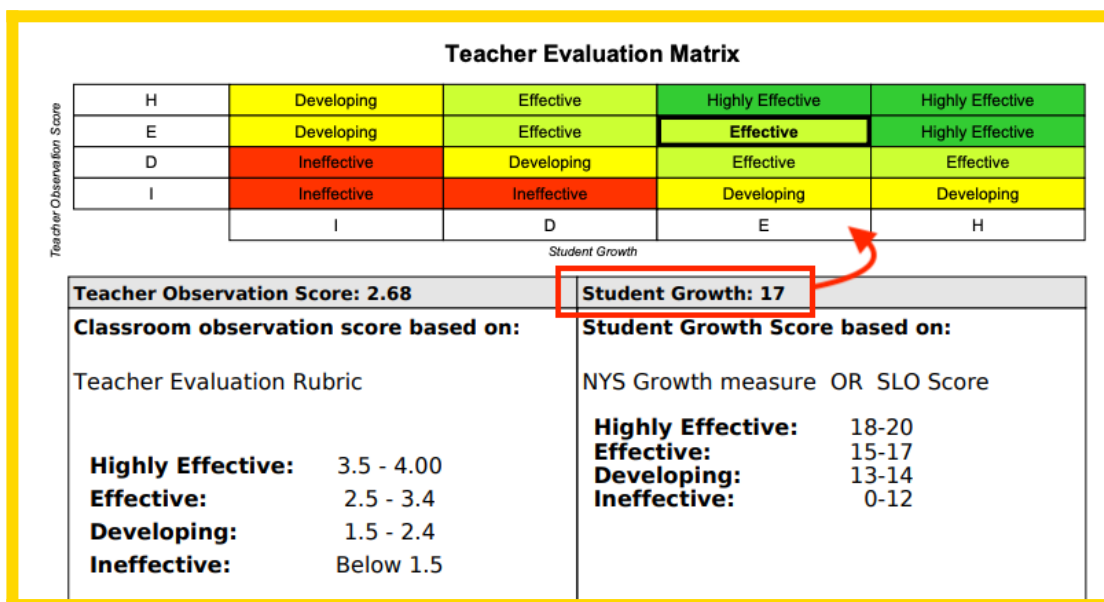 Teacher Evaluation Matrix
Teacher Observation Score
H Developing Effective Highly Effective Highly Effective
E Developing Effective Effective Highly Effective
D Ineffective Developing Effective Effective
I Ineffective Ineffective Developing Developing
I D E H
Student Growth
Teacher Observation Score: 2.68
Classroom observation score based on:
Teacher Evaluation Rubric
Highly Effective: 3.5 - 4.00
Effective: 2.5 - 3.4
Developing: 1.5 - 2.4
Ineffective: Below 1.5
Student Growth: 17
Student Growth Score based on:
NYS Growth measure OR SLO Score
Highly Effective: 18-20
Effective: 15-17
Developing: 13-14
Ineffective: 0-12